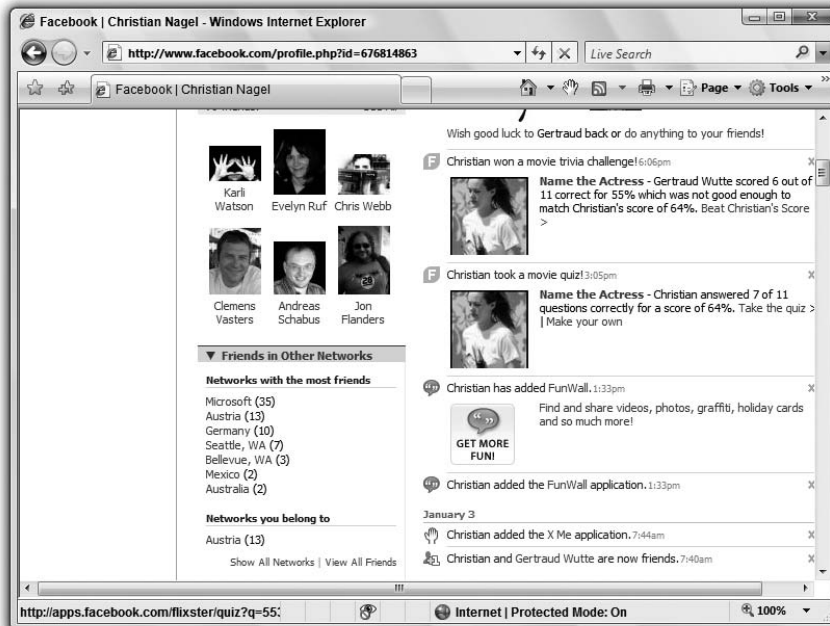 Facebook | Christian Nagel - Windows Internet Explorer
http://www.facebook.com/profile.php?id=676814863
Live Search
Facebook | Christian Nagel
Page
Tools
Karli
Watson
Evelyn Ruf
Chris Webb
Clemens
Vasters
Andreas
Schabus
Jon
Flanders
▼ Friends in Other Networks
Networks with the most friends
Microsoft (35)
Austria (13)
Germany (10)
Seattle, WA (7)
Bellevue, WA (3)
Mexico (2)
Australia (2)
Networks you belong to
Austria (13)
Show All Networks | View All Friends
Wish good luck to Gertraud back or do anything to your friends!
Christian won a movie trivia challenge! 6:06pm
Name the Actress - Gertraud Wutte scored 6 out of
11 correct for 55% which was not good enough to
match Christian's score of 64%. Beat Christian's Score
>
Christian took a movie quiz! 3:05pm
Name the Actress - Christian answered 7 of 11
questions correctly for a score of 64%. Take the quiz >
| Make your own
Christian has added FunWall. 1:33pm
GET MORE
FUN!
Find and share videos, photos, graffiti, holiday cards
and so much more!
Christian added the FunWall application. 1:33pm
January 3
Christian added the X Me application. 7:44am
Christian and Gertraud Wutte are now friends. 7:40am
http://apps.facebook.com/flixster/quiz?q=55
Internet | Protected Mode: On
100%